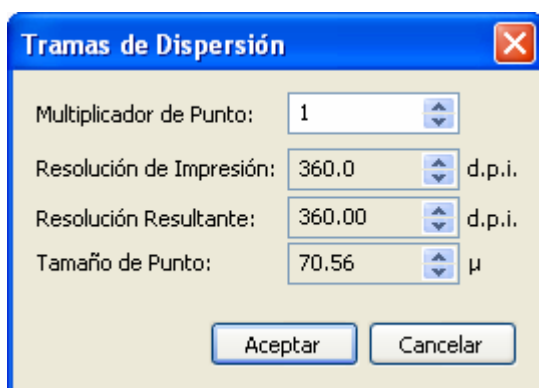 Tramas de Dispersión
Multiplicador de Punto: 1
Resolución de Impresión: 360.0 d.p.i.
Resolución Resultante: 360.00 d.p.i.
Tamaño de Punto: 70.56 µ
Aceptar Cancelar